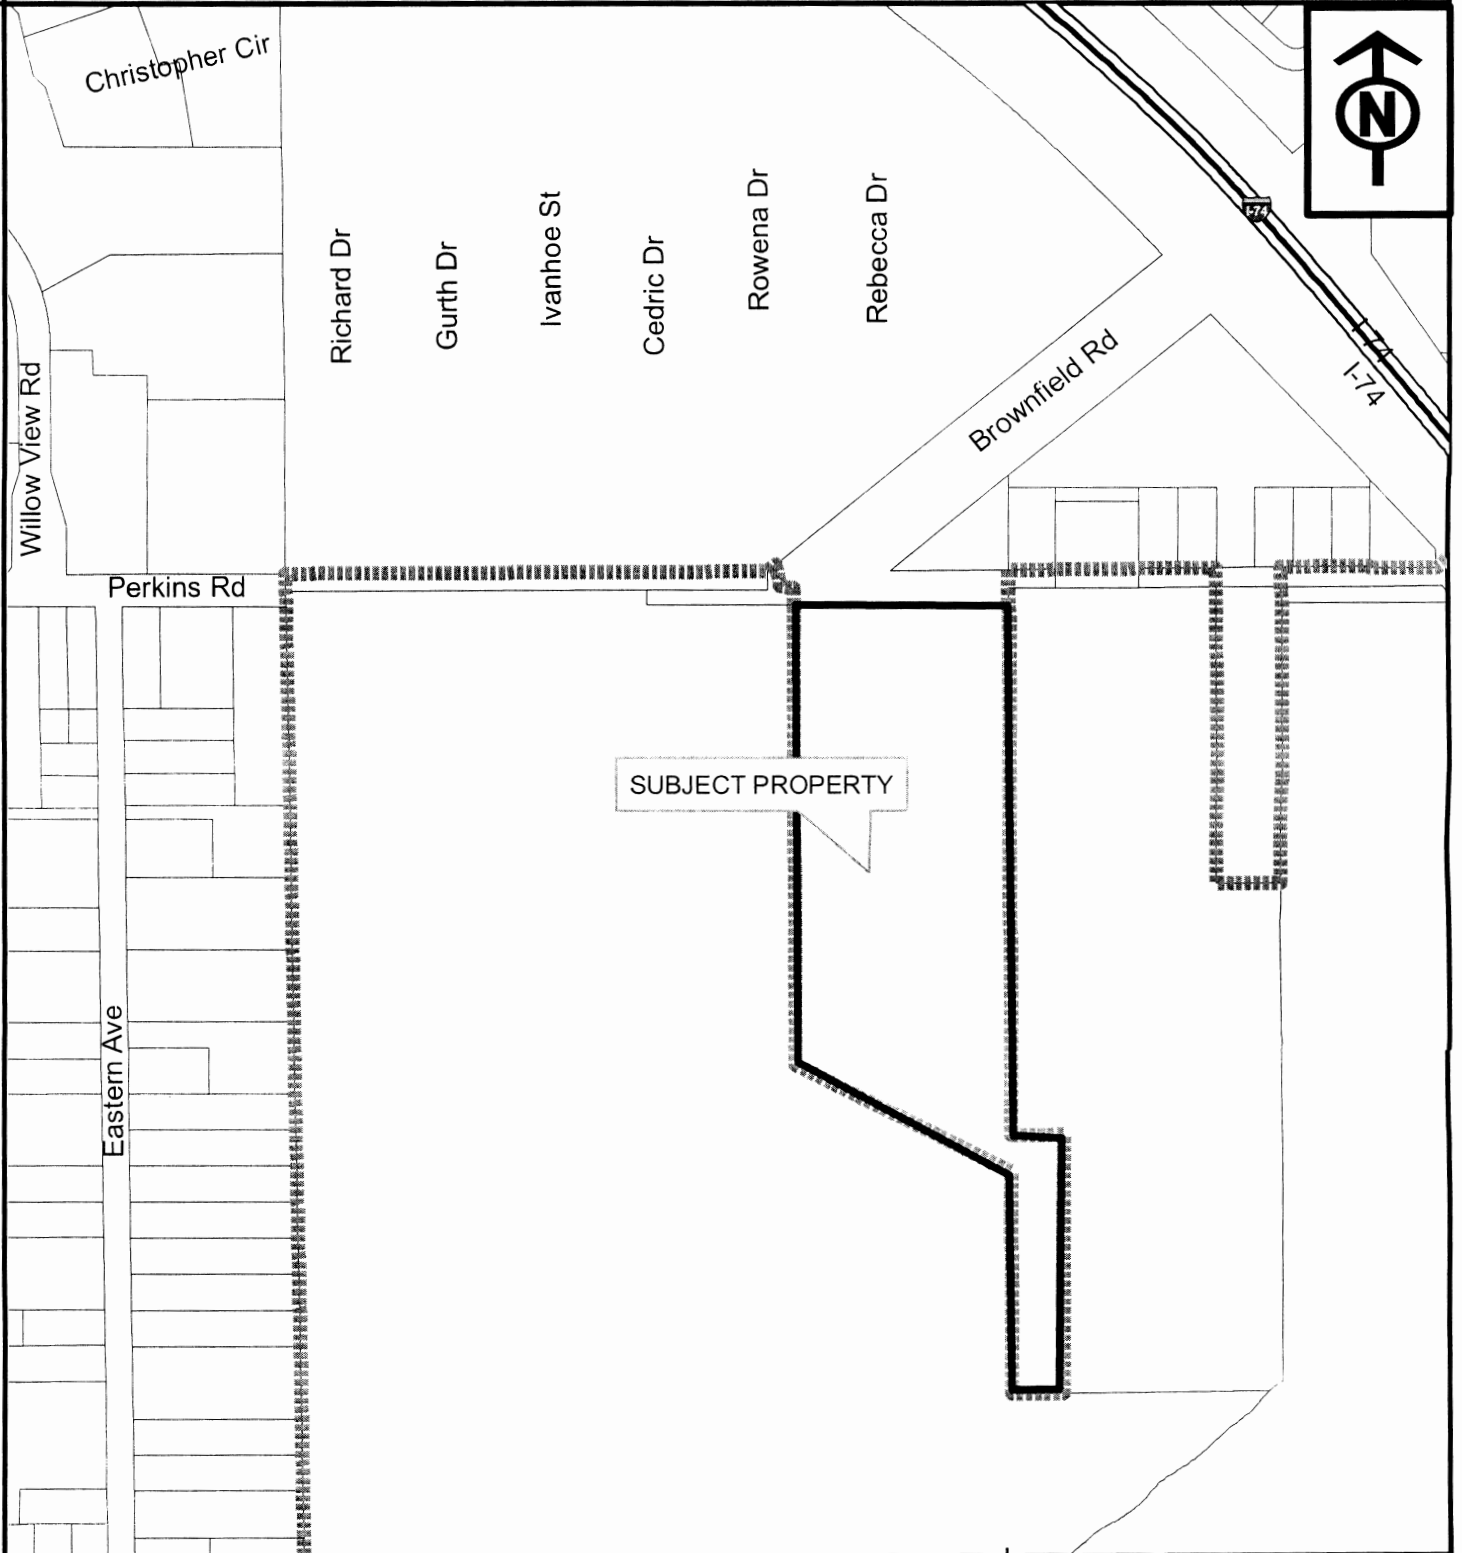 Christopher Cir
N
Richard Dr
Gurth Dr
Ivanhoe St
Cedric Dr
Rowena Dr
Rebecca Dr
I-74
Brownfield Rd
I-74
I-74
Willow View Rd
Perkins Rd
SUBJECT PROPERTY
Eastern Ave